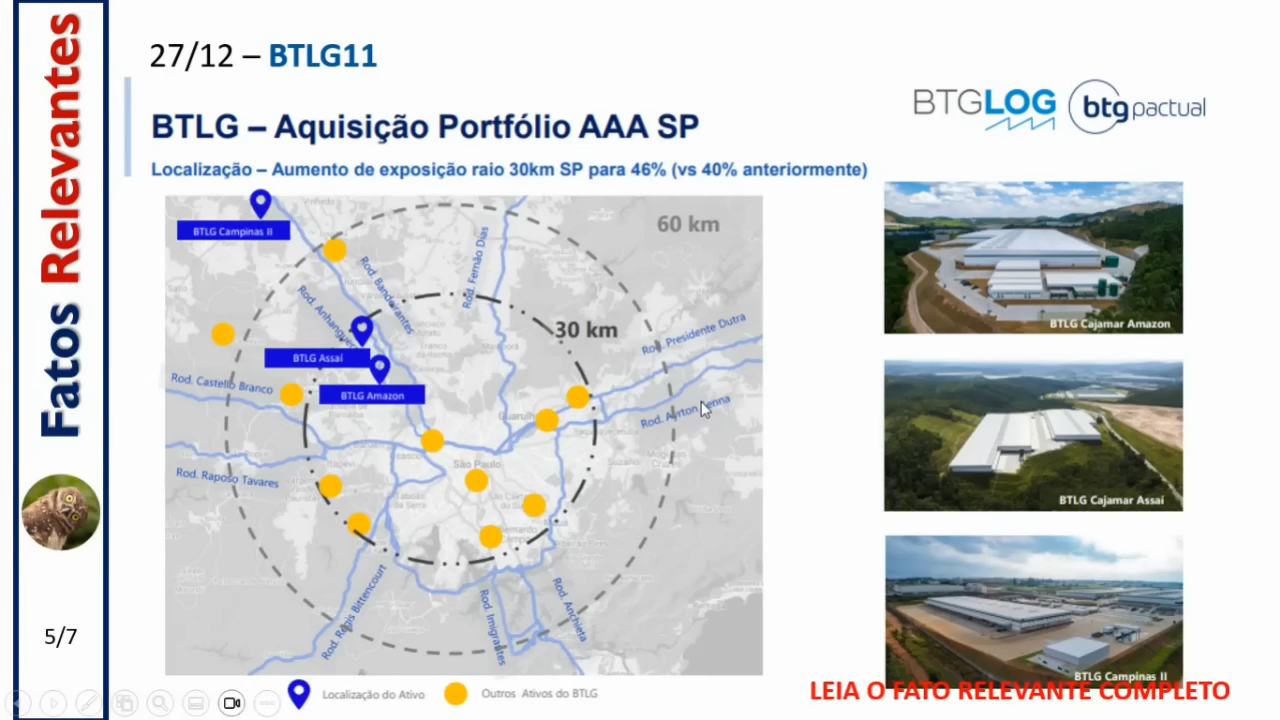 Fatos Relevantes
5/7
27/12 – BTLG11
BTLG – Aquisição Portfólio AAA SP
Localização – Aumento de exposição raio 30km SP para 46% (vs 40% anteriormente)
BTGLOG
btg pactual
60 km
BTLG Campinas II
Rod. Fernão Dias
Rod. Bandeirantes
Rod. Anhanguera
30 km
Rod. Presidente Dutra
BTLG Assaí
Rod. Castello Branco
BTLG Amazon
Rod. Ayrton Senna
Guarulhos
São Paulo
Rod. Raposo Tavares
Rod. Régis Bittencourt
Rod. Imigrantes
Rod. Anchieta
Localização do Ativo
Outros Ativos do BTLG
BTLG Cajamar Amazon
BTLG Cajamar Assaí
BTLG Campinas II
LEIA O FATO RELEVANTE COMPLETO